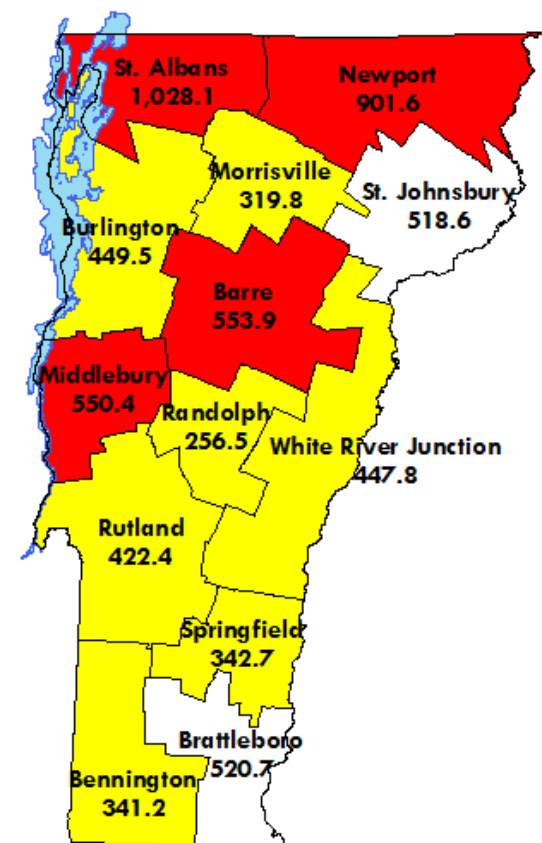 St. Albans
1,028.1
Newport
901.6
Morrisville
319.8
St. Johnsbury
518.6
Burlington
449.5
Barre
553.9
Middlebury
550.4
Randolph
256.5
White River Junction
447.8
Rutland
422.4
Springfield
342.7
Brattleboro
520.7
Bennington
341.2